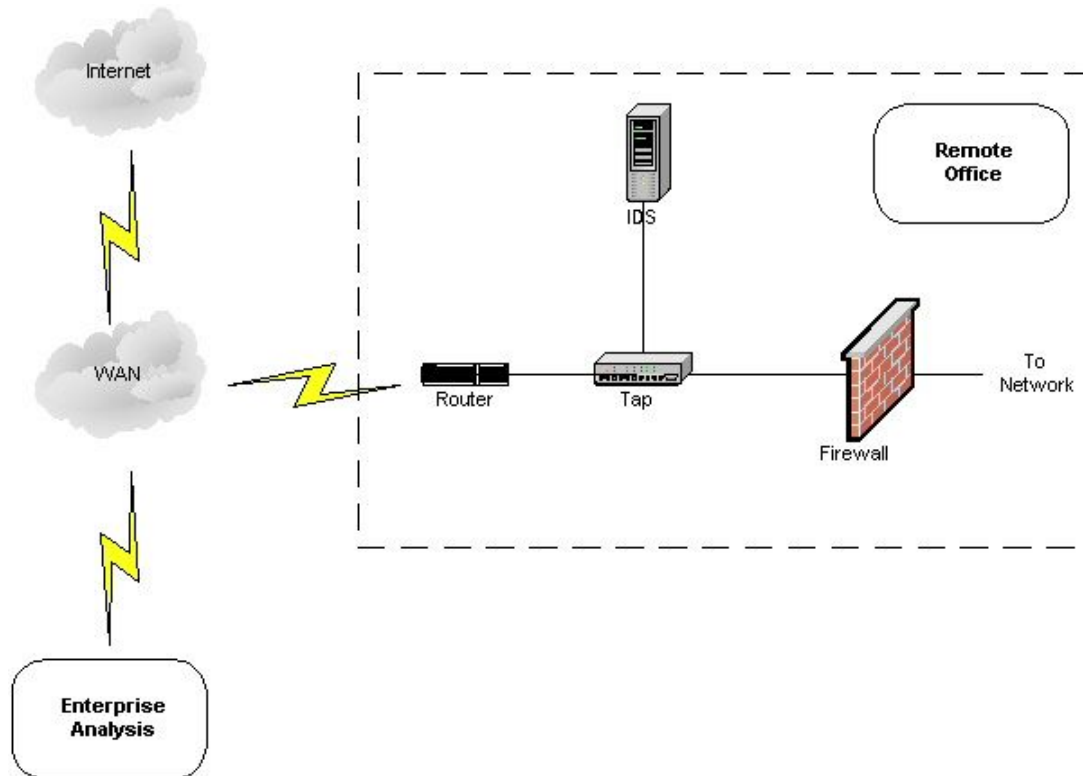 Internet
Remote
Office
IDS
WAN
Router
Tap
To
Network
Firewall
Enterprise
Analysis